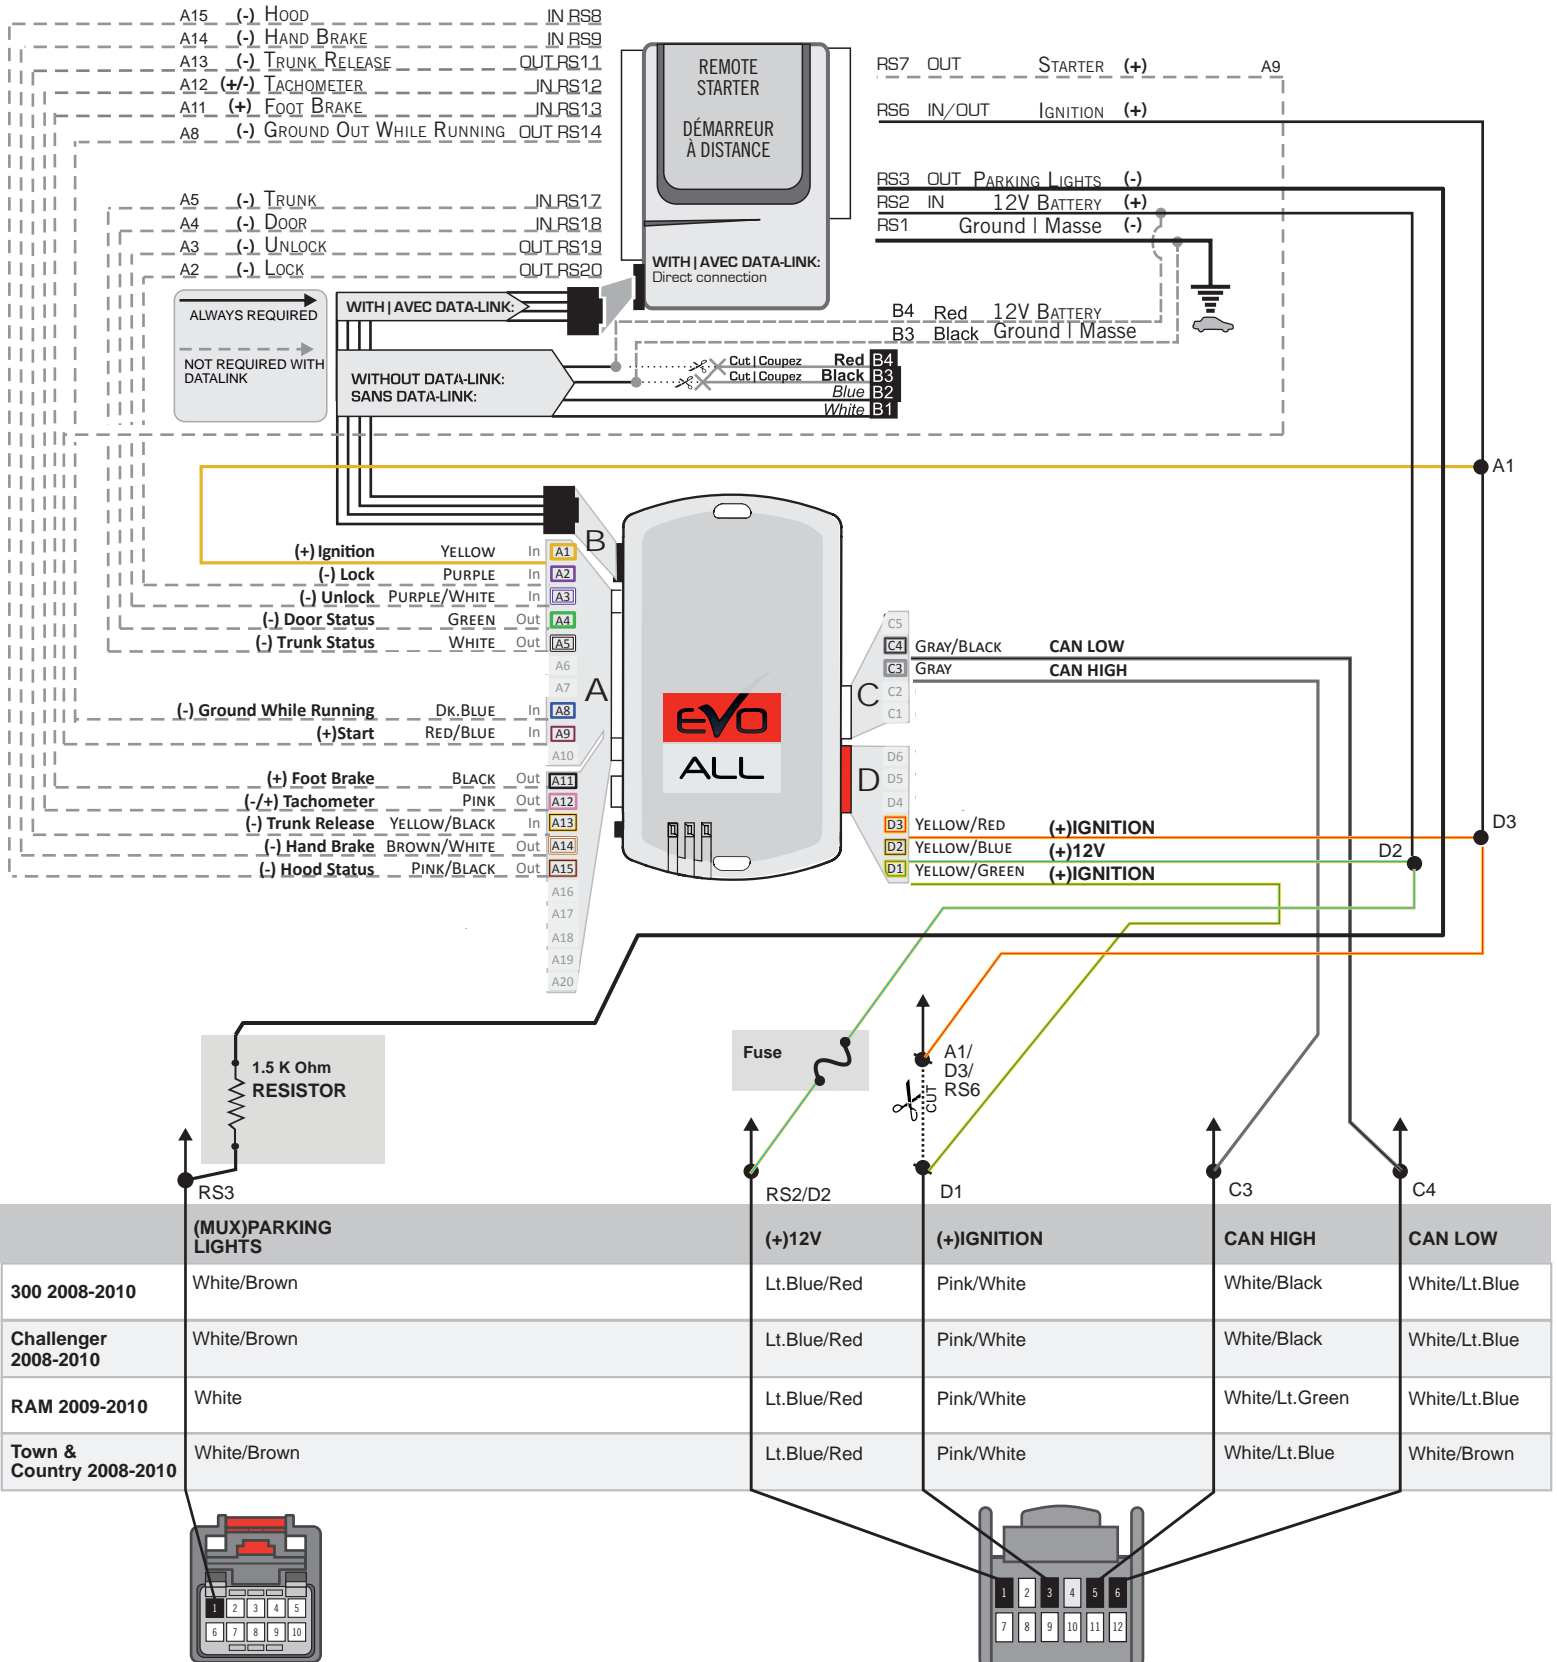 A15 (-) HOOD IN RS8
A14 (-) HAND BRAKE IN RS9
A13 (-) TRUNK RELEASE OUT RS11
A12 (+/-) TACHOMETER IN RS12
A11 (+) FOOT BRAKE IN RS13
A8 (-) GROUND OUT WHILE RUNNING OUT RS14
A5 (-) TRUNK IN RS17
A4 (-) DOOR IN RS18
A3 (-) UNLOCK OUT RS19
A2 (-) LOCK OUT RS20
REMOTE
STARTER
DÉMARREUR
À DISTANCE
WITH | AVEC DATA-LINK:
Direct connection
RS7 OUT STARTER (+) A9
RS6 IN/OUT IGNITION (+)
RS3 OUT PARKING LIGHTS (-)
RS2 IN 12V BATTERY (+)
RS1 Ground | Masse (-)
ALWAYS REQUIRED
NOT REQUIRED WITH
DATALINK
WITH | AVEC DATA-LINK:
WITHOUT DATA-LINK:
SANS DATA-LINK:
B4 Red 12V BATTERY
B3 Black Ground | Masse
Cut | Coupez Red B4
Cut | Coupez Black B3
Blue B2
White B1
A1
B
(+) Ignition YELLOW In A1
(-) Lock PURPLE In A2
(-) Unlock PURPLE/WHITE In A3
(-) Door Status GREEN Out A4
(-) Trunk Status WHITE Out A5
A6
A7
(-) Ground While Running DK.BLUE In A8
(+)Start RED/BLUE In A9
A10
(+) Foot Brake BLACK Out A11
(-/+) Tachometer PINK Out A12
(-) Trunk Release YELLOW/BLACK In A13
(-) Hand Brake BROWN/WHITE Out A14
(-) Hood Status PINK/BLACK Out A15
A16
A17
A18
A19
A20
A
EVO
ALL
C
C5
C4 GRAY/BLACK CAN LOW
C3 GRAY CAN HIGH
C2
C1
D
D6
D5
D4
D3 YELLOW/RED (+)IGNITION D3
D2 YELLOW/BLUE (+)12V D2
D1 YELLOW/GREEN (+)IGNITION
1.5 K Ohm
RESISTOR
Fuse
A1/
D3/
RS6
CUT
RS3 RS2/D2 D1 C3 C4
(MUX)PARKING
LIGHTS (+)12V (+)IGNITION CAN HIGH CAN LOW
300 2008-2010 White/Brown Lt.Blue/Red Pink/White White/Black White/Lt.Blue
Challenger
2008-2010 White/Brown Lt.Blue/Red Pink/White White/Black White/Lt.Blue
RAM 2009-2010 White Lt.Blue/Red Pink/White White/Lt.Green White/Lt.Blue
Town &
Country 2008-2010 White/Brown Lt.Blue/Red Pink/White White/Lt.Blue White/Brown
1 2 3 4 5
6 7 8 9 10
1 2 3 4 5 6
7 8 9 10 11 12